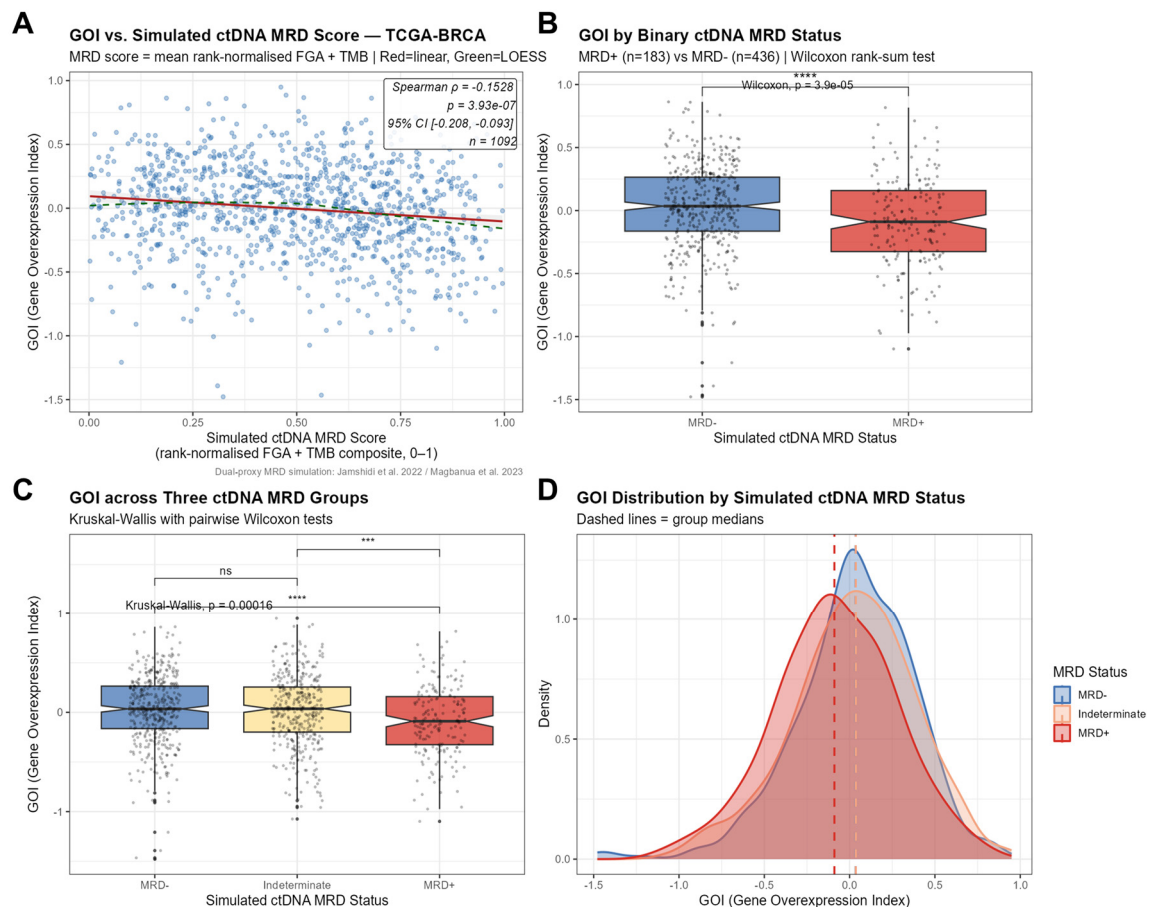 A
GOI vs. Simulated ctDNA MRD Score — TCGA-BRCA
MRD score = mean rank-normalised FGA + TMB | Red=linear, Green=LOESS
Spearman ρ = -0.1528
p = 3.93e-07
95% CI [-0.208, -0.093]
n = 1092
GOI (Gene Overexpression Index)
1.0
0.5
0.0
-0.5
-1.0
-1.5
0.00
0.25
0.50
0.75
1.00
Simulated ctDNA MRD Score
(rank-normalised FGA + TMB composite, 0–1)
Dual-proxy MRD simulation: Jamshidi et al. 2022 / Magbanua et al. 2023
B
GOI by Binary ctDNA MRD Status
MRD+ (n=183) vs MRD- (n=436) | Wilcoxon rank-sum test
****
Wilcoxon, p = 3.9e-05
GOI (Gene Overexpression Index)
1.0
0.5
0.0
-0.5
-1.0
-1.5
MRD-
MRD+
Simulated ctDNA MRD Status
C
GOI across Three ctDNA MRD Groups
Kruskal-Wallis with pairwise Wilcoxon tests
***
ns
****
Kruskal-Wallis, p = 0.00016
GOI (Gene Overexpression Index)
1
0
-1
MRD-
Indeterminate
MRD+
Simulated ctDNA MRD Status
D
GOI Distribution by Simulated ctDNA MRD Status
Dashed lines = group medians
Density
1.0
0.5
0.0
-1.5
-1.0
-0.5
0.0
0.5
1.0
GOI (Gene Overexpression Index)
MRD Status
MRD-
Indeterminate
MRD+